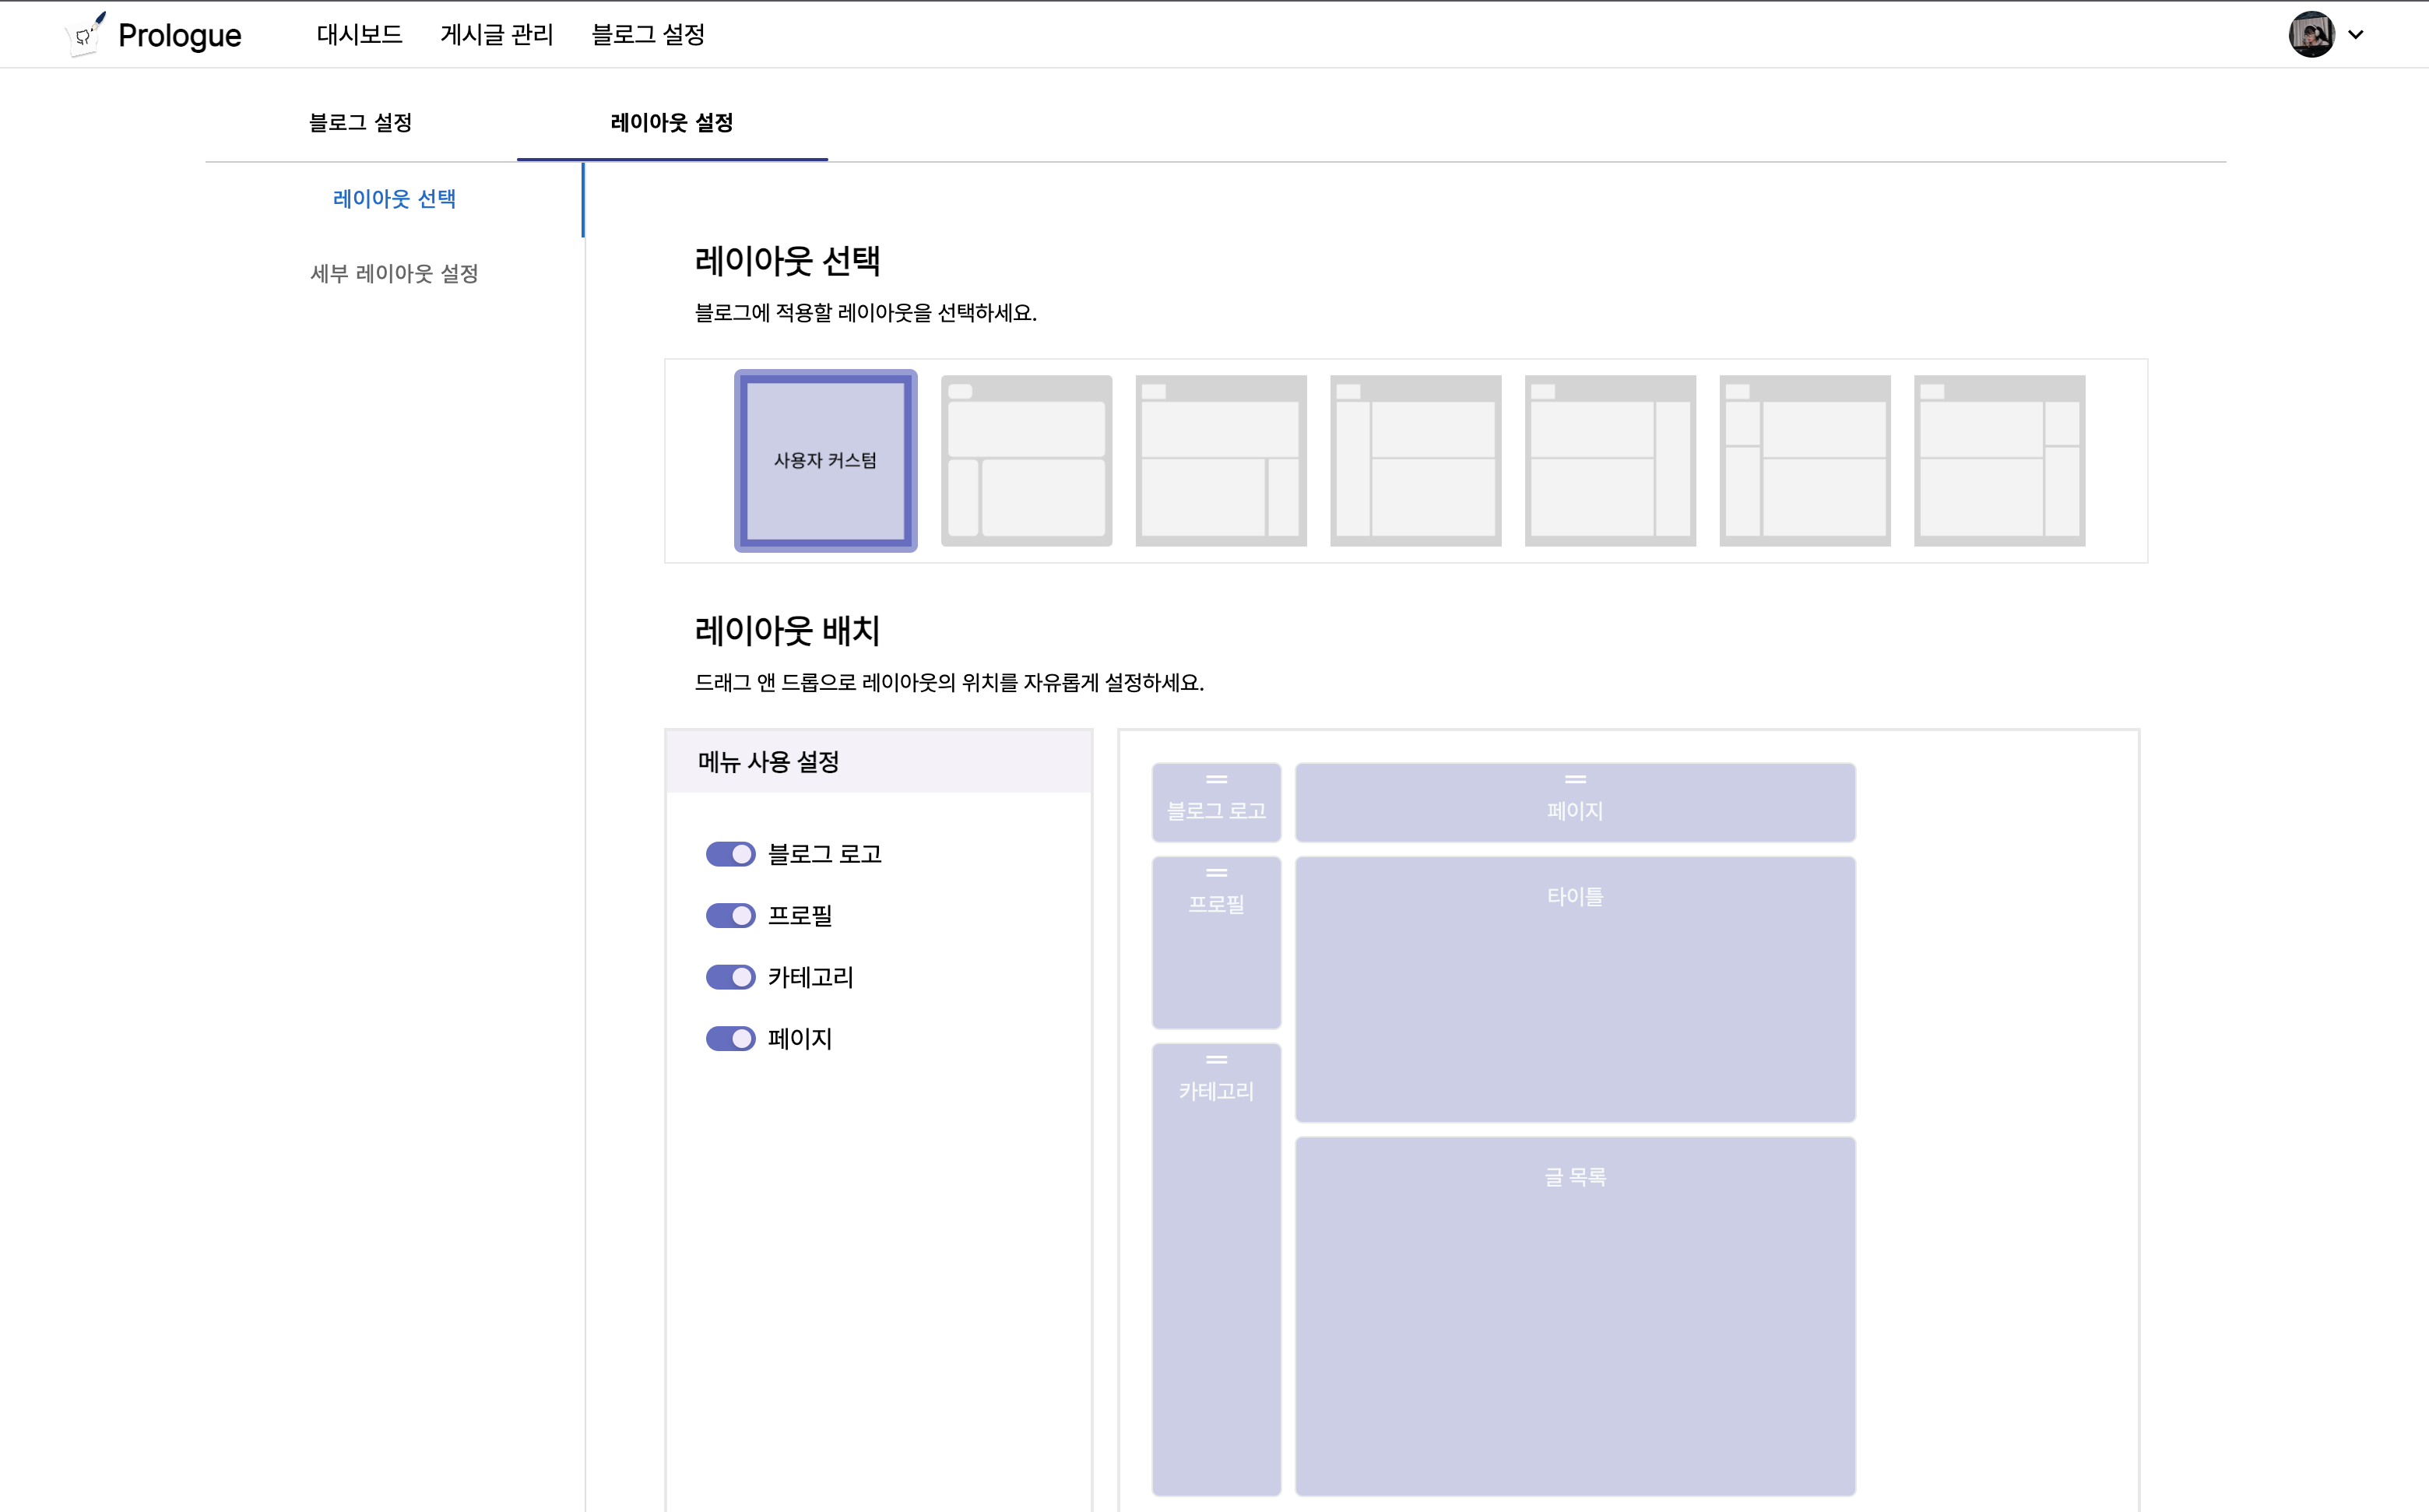 Prologue 대시보드 게시글 관리 블로그 설정
블로그 설정 레이아웃 설정
레이아웃 선택
세부 레이아웃 설정
레이아웃 선택
블로그에 적용할 레이아웃을 선택하세요.
사용자 커스텀
레이아웃 배치
드래그 앤 드롭으로 레이아웃의 위치를 자유롭게 설정하세요.
메뉴 사용 설정
블로그 로고
프로필
카테고리
페이지
블로그 로고
페이지
프로필
타이틀
카테고리
글 목록